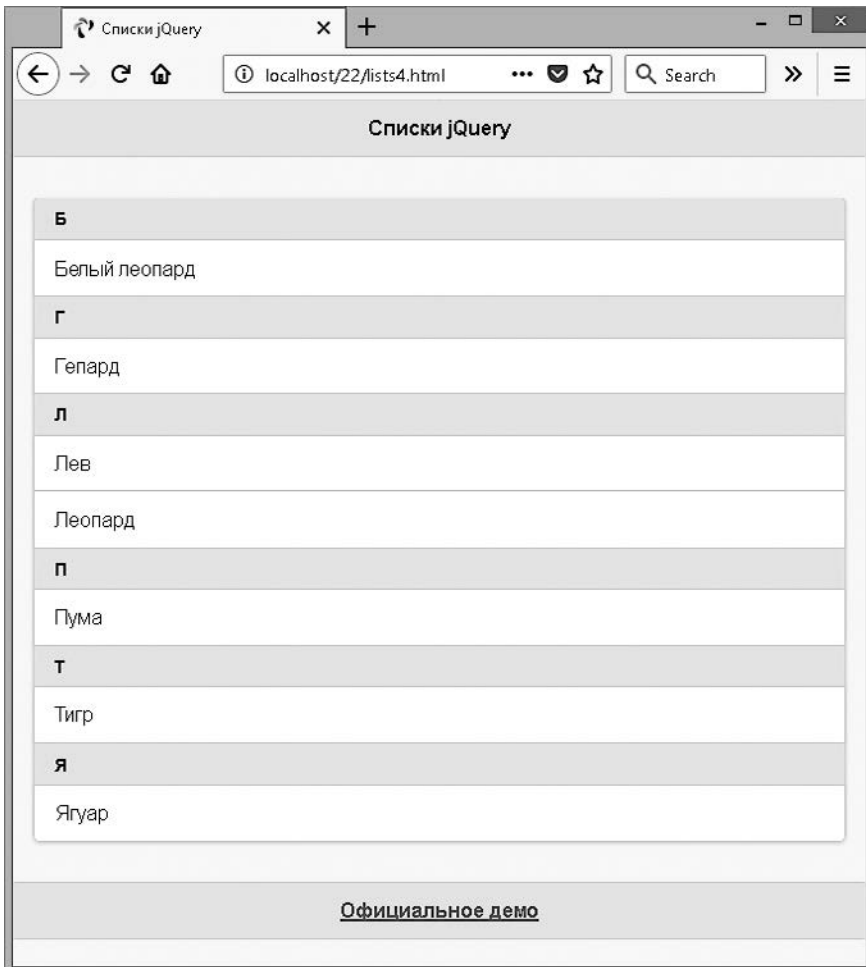 Списки jQuery
localhost/22/lists4.html
Search
Списки jQuery
Б
Белый леопард
Г
Гепард
Л
Лев
Леопард
П
Пума
Т
Тигр
Я
Ягуар
Официальное демо